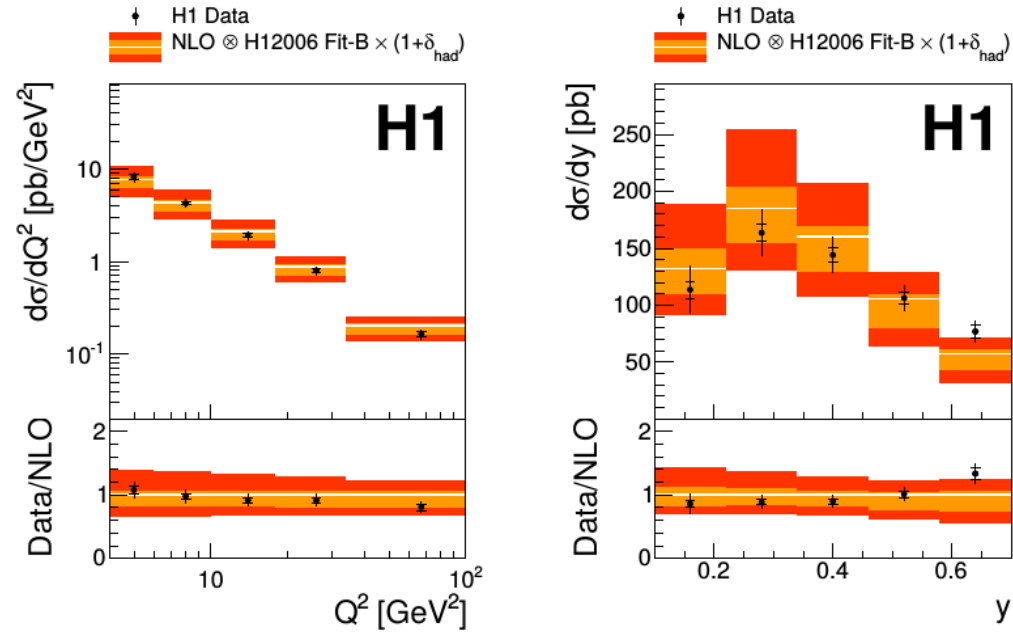 H1 Data
NLO ⊗ H12006 Fit-B × (1+δ_had)
H1
dσ/dQ² [pb/GeV²]
10
1
10⁻¹
Data/NLO
2
1
0
10
10²
Q² [GeV²]
H1 Data
NLO ⊗ H12006 Fit-B × (1+δ_had)
H1
dσ/dy [pb]
250
200
150
100
50
Data/NLO
2
1
0
0.2
0.4
0.6
y